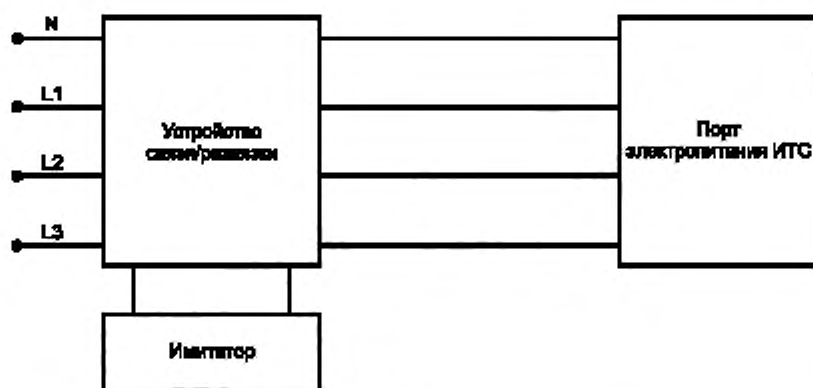 N
L1
L2
L3
Устройство
связи/развязки
Порт
электропитания ИТС
Имитатор